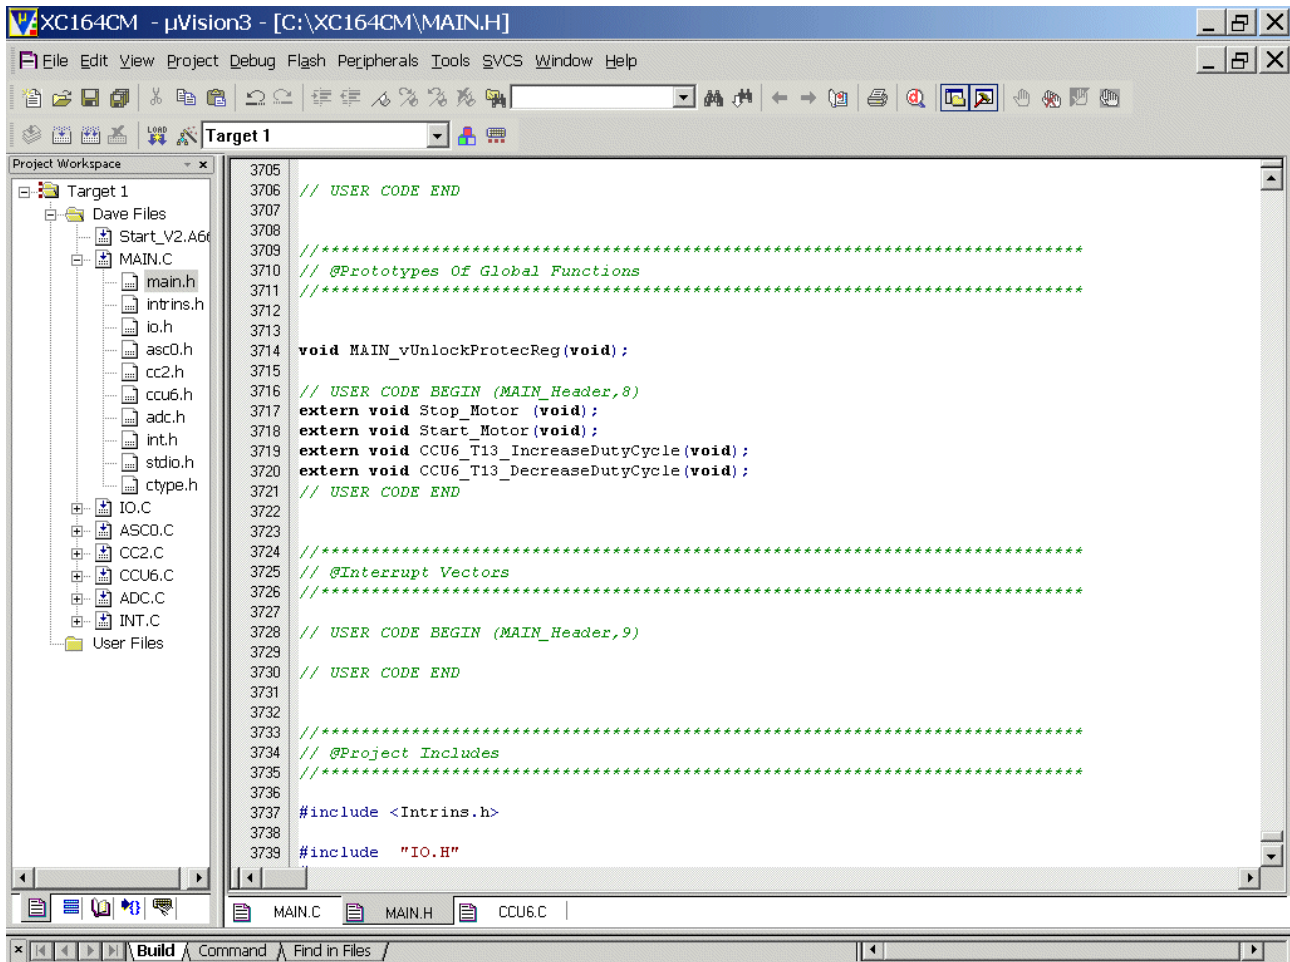 XC164CM - µVision3 - [C:\XC164CM\MAIN.H]
File Edit View Project Debug Flash Peripherals Tools SVCS Window Help
LOAD Target 1
Project Workspace
Target 1
Dave Files
Start_V2.A66
MAIN.C
main.h
intrins.h
io.h
asc0.h
cc2.h
ccu6.h
adc.h
int.h
stdio.h
ctype.h
IO.C
ASC0.C
CC2.C
CCU6.C
ADC.C
INT.C
User Files
3705
3706 // USER CODE END
3707
3708
3709 //****************************************************************************
3710 // @Prototypes Of Global Functions
3711 //****************************************************************************
3712
3713
3714 void MAIN_vUnlockProtecReg(void);
3715
3716 // USER CODE BEGIN (MAIN_Header,8)
3717 extern void Stop_Motor (void);
3718 extern void Start_Motor(void);
3719 extern void CCU6_T13_IncreaseDutyCycle(void);
3720 extern void CCU6_T13_DecreaseDutyCycle(void);
3721 // USER CODE END
3722
3723
3724 //****************************************************************************
3725 // @Interrupt Vectors
3726 //****************************************************************************
3727
3728 // USER CODE BEGIN (MAIN_Header,9)
3729
3730 // USER CODE END
3731
3732
3733 //****************************************************************************
3734 // @Project Includes
3735 //****************************************************************************
3736
3737 #include <Intrins.h>
3738
3739 #include "IO.H"
MAIN.C MAIN.H CCU6.C
Build Command Find in Files